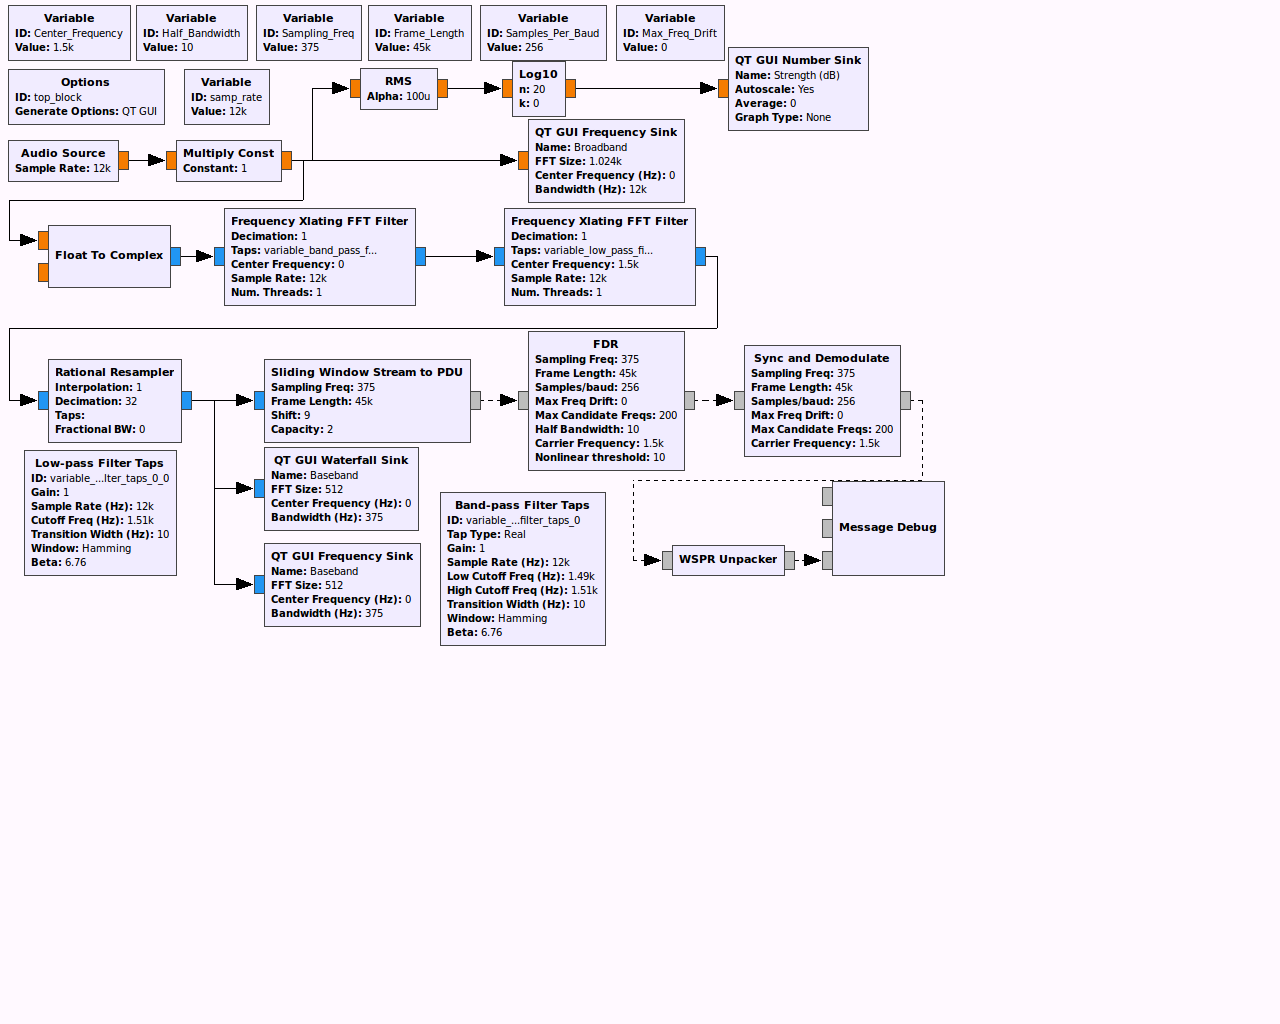 Variable
ID: Center_Frequency
Value: 1.5k
Variable
ID: Half_Bandwidth
Value: 10
Variable
ID: Sampling_Freq
Value: 375
Variable
ID: Frame_Length
Value: 45k
Variable
ID: Samples_Per_Baud
Value: 256
Variable
ID: Max_Freq_Drift
Value: 0
Options
ID: top_block
Generate Options: QT GUI
Variable
ID: samp_rate
Value: 12k
RMS
Alpha: 100u
Log10
n: 20
k: 0
QT GUI Number Sink
Name: Strength (dB)
Autoscale: Yes
Average: 0
Graph Type: None
Audio Source
Sample Rate: 12k
Multiply Const
Constant: 1
QT GUI Frequency Sink
Name: Broadband
FFT Size: 1.024k
Center Frequency (Hz): 0
Bandwidth (Hz): 12k
Float To Complex
Frequency Xlating FFT Filter
Decimation: 1
Taps: variable_band_pass_f...
Center Frequency: 0
Sample Rate: 12k
Num. Threads: 1
Frequency Xlating FFT Filter
Decimation: 1
Taps: variable_low_pass_fi...
Center Frequency: 1.5k
Sample Rate: 12k
Num. Threads: 1
Rational Resampler
Interpolation: 1
Decimation: 32
Taps:
Fractional BW: 0
Sliding Window Stream to PDU
Sampling Freq: 375
Frame Length: 45k
Shift: 9
Capacity: 2
FDR
Sampling Freq: 375
Frame Length: 45k
Samples/baud: 256
Max Freq Drift: 0
Max Candidate Freqs: 200
Half Bandwidth: 10
Carrier Frequency: 1.5k
Nonlinear threshold: 10
Sync and Demodulate
Sampling Freq: 375
Frame Length: 45k
Samples/baud: 256
Max Freq Drift: 0
Max Candidate Freqs: 200
Carrier Frequency: 1.5k
Low-pass Filter Taps
ID: variable_...lter_taps_0_0
Gain: 1
Sample Rate (Hz): 12k
Cutoff Freq (Hz): 1.51k
Transition Width (Hz): 10
Window: Hamming
Beta: 6.76
QT GUI Waterfall Sink
Name: Baseband
FFT Size: 512
Center Frequency (Hz): 0
Bandwidth (Hz): 375
QT GUI Frequency Sink
Name: Baseband
FFT Size: 512
Center Frequency (Hz): 0
Bandwidth (Hz): 375
Band-pass Filter Taps
ID: variable_...filter_taps_0
Tap Type: Real
Gain: 1
Sample Rate (Hz): 12k
Low Cutoff Freq (Hz): 1.49k
High Cutoff Freq (Hz): 1.51k
Transition Width (Hz): 10
Window: Hamming
Beta: 6.76
WSPR Unpacker
Message Debug